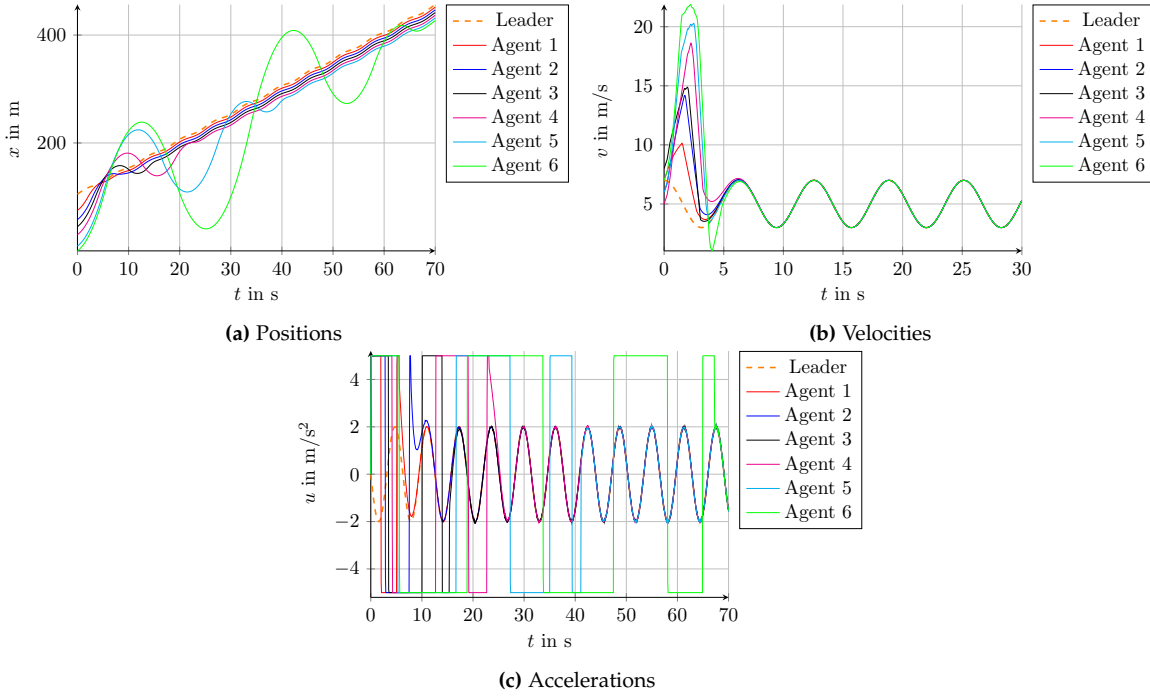 400
200
0
10
20
30
40
50
60
70
x in m
t in s
Leader
Agent 1
Agent 2
Agent 3
Agent 4
Agent 5
Agent 6
(a) Positions
20
15
10
5
0
5
10
15
20
25
30
v in m/s
t in s
Leader
Agent 1
Agent 2
Agent 3
Agent 4
Agent 5
Agent 6
(b) Velocities
4
2
0
−2
−4
0
10
20
30
40
50
60
70
u in m/s²
t in s
Leader
Agent 1
Agent 2
Agent 3
Agent 4
Agent 5
Agent 6
(c) Accelerations